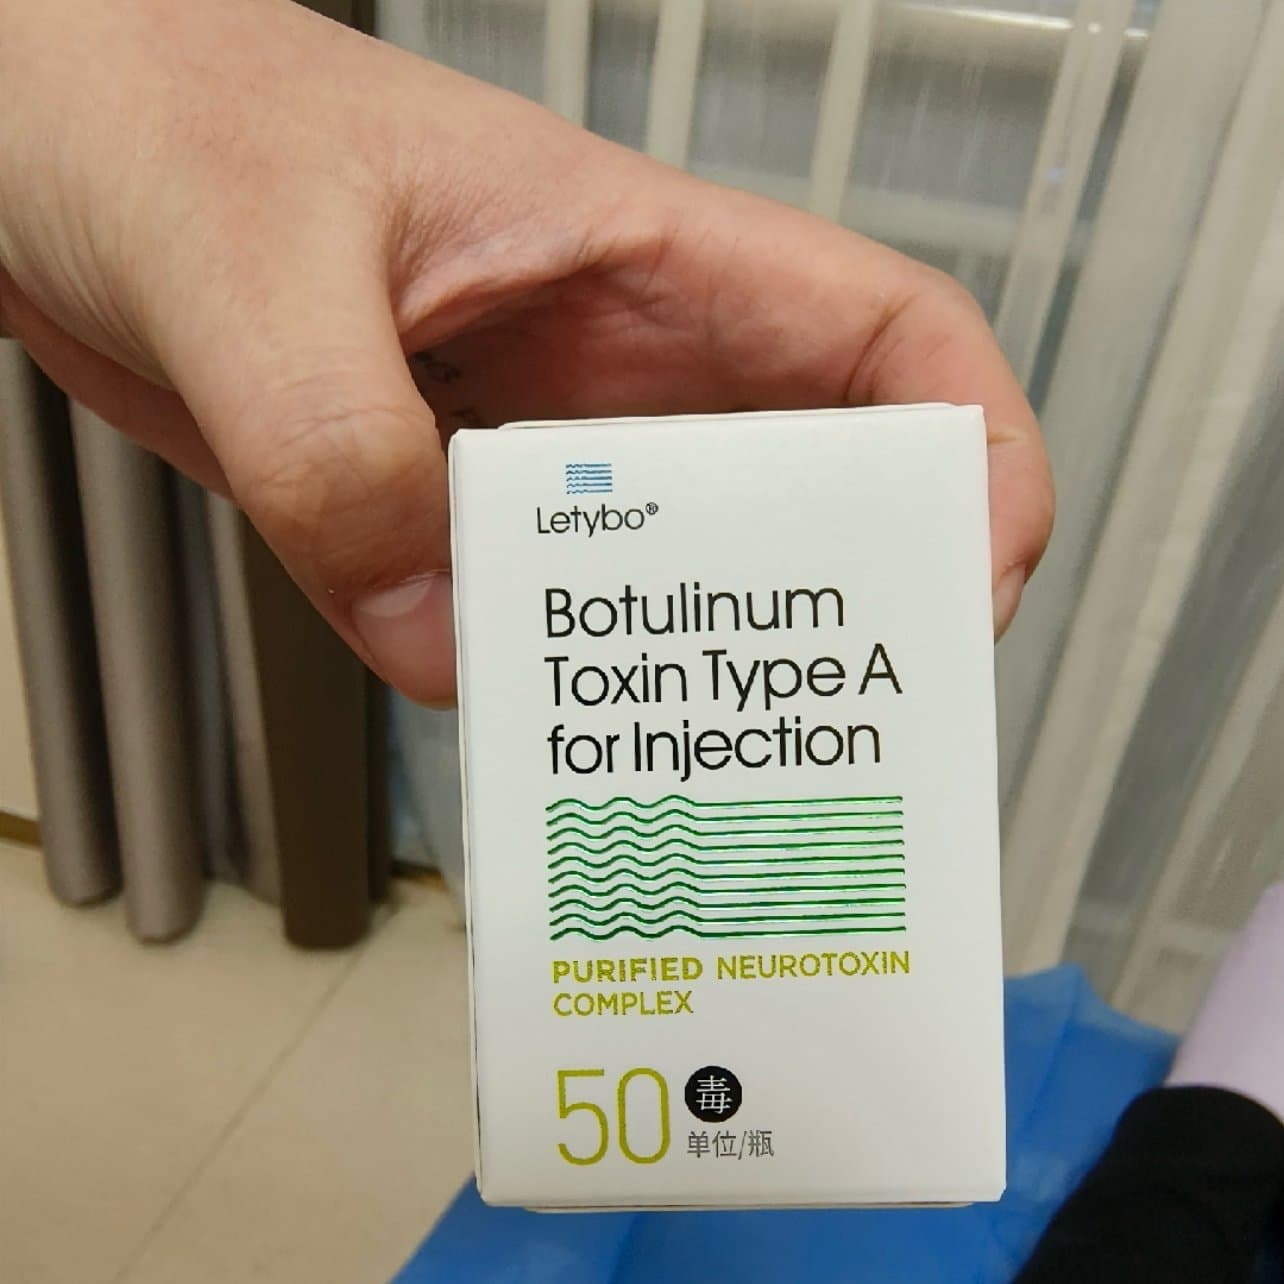 Letybo®
Botulinum
Toxin Type A
for Injection
PURIFIED NEUROTOXIN
COMPLEX
50 毒
单位/瓶